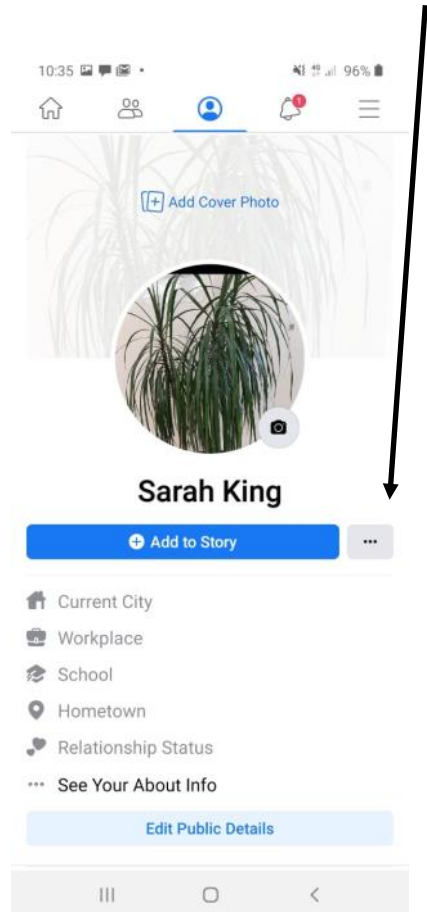 10:35 96%
1
Add Cover Photo
Sarah King
Add to Story
Current City
Workplace
School
Hometown
Relationship Status
See Your About Info
Edit Public Details